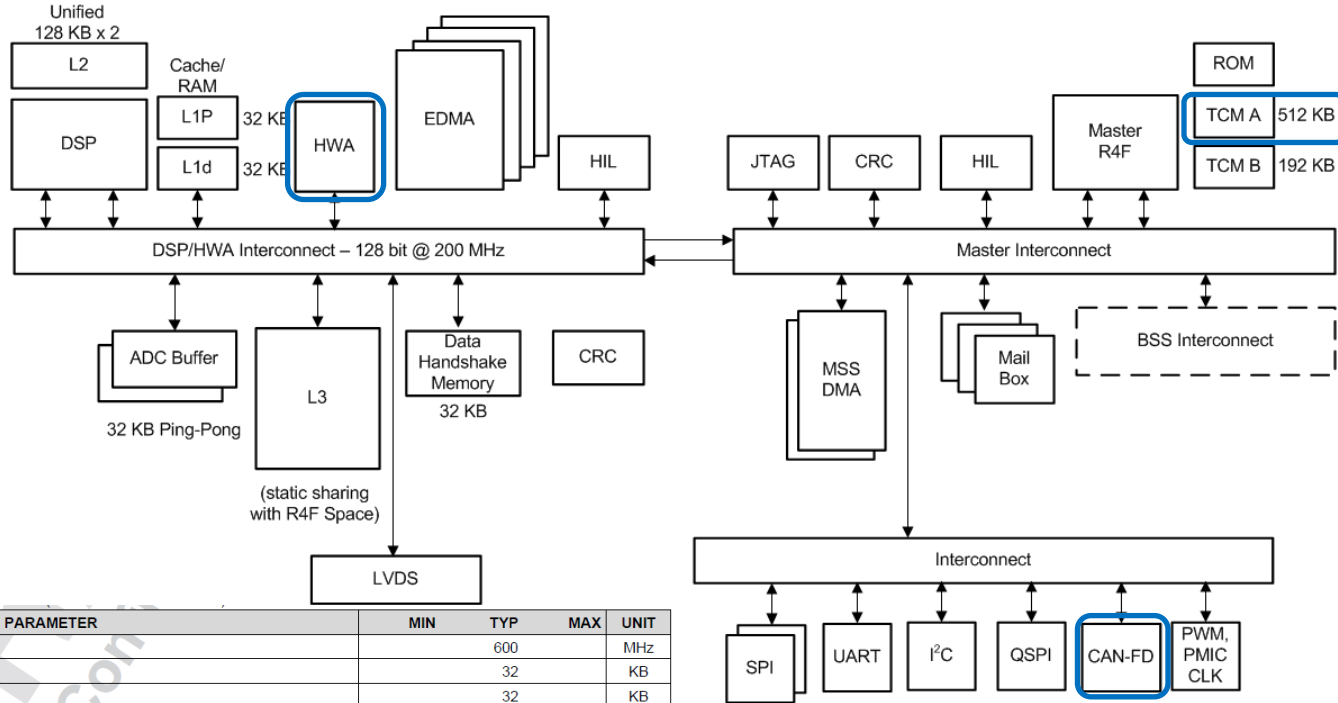 Unified
128 KB x 2
L2
DSP
Cache/
RAM
L1P
32 KB
L1d
32 KB
HWA
EDMA
HIL
JTAG
CRC
HIL
Master
R4F
ROM
TCM A
512 KB
TCM B
192 KB
DSP/HWA Interconnect – 128 bit @ 200 MHz
Master Interconnect
ADC Buffer
32 KB Ping-Pong
L3
(static sharing
with R4F Space)
Data
Handshake
Memory
32 KB
CRC
MSS
DMA
Mail
Box
BSS Interconnect
LVDS
Interconnect
SPI
UART
I²C
QSPI
CAN-FD
PWM,
PMIC
CLK
PARAMETER MIN TYP MAX UNIT
600 MHz
32 KB
32 KB